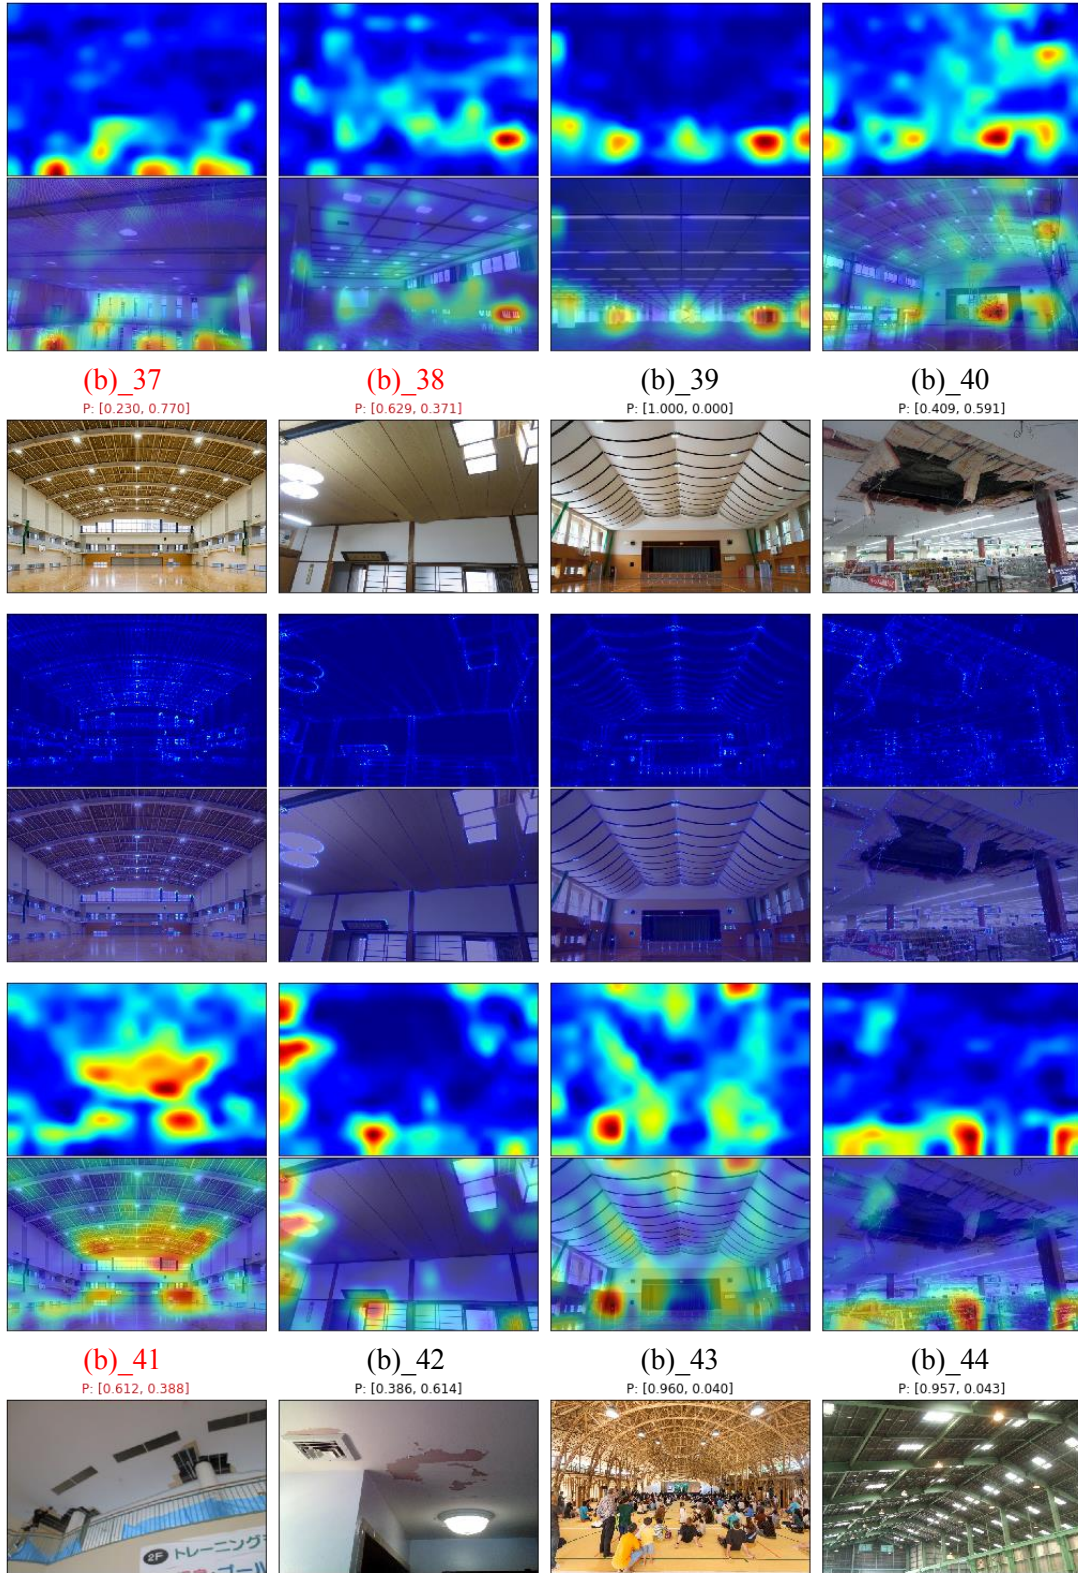 (b)_37 (b)_38 (b)_39 (b)_40
P: [0.230, 0.770] P: [0.629, 0.371] P: [1.000, 0.000] P: [0.409, 0.591]
(b)_41 (b)_42 (b)_43 (b)_44
P: [0.612, 0.388] P: [0.386, 0.614] P: [0.960, 0.040] P: [0.957, 0.043]
2F トレーニング